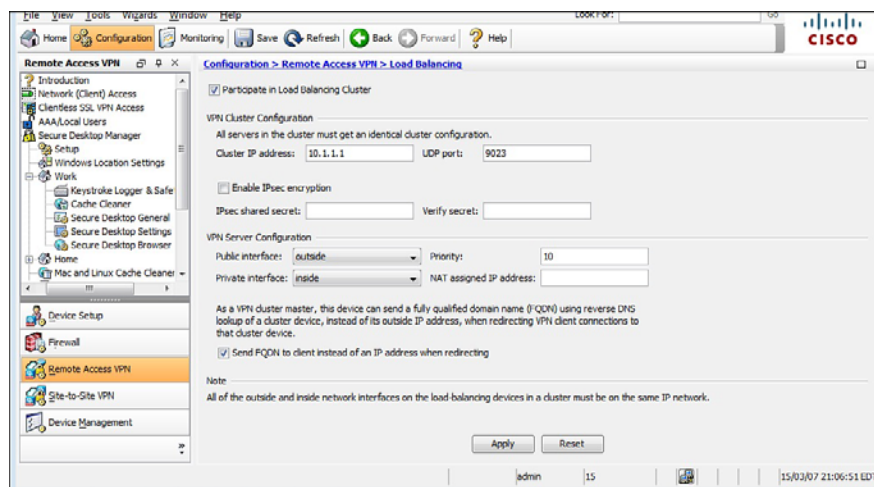 File View Tools Wizards Window Help Look For: Go
Home Configuration Monitoring Save Refresh Back Forward Help
CISCO
Remote Access VPN
Introduction
Network (Client) Access
Clientless SSL VPN Access
AAA/Local Users
Secure Desktop Manager
Setup
Windows Location Settings
Work
Keystroke Logger & Safe
Cache Cleaner
Secure Desktop General
Secure Desktop Settings
Secure Desktop Browser
Home
Mac and Linux Cache Cleaner
Device Setup
Firewall
Remote Access VPN
Site-to-Site VPN
Device Management
Configuration > Remote Access VPN > Load Balancing
Participate in Load Balancing Cluster
VPN Cluster Configuration
All servers in the cluster must get an identical cluster configuration.
Cluster IP address: 10.1.1.1 UDP port: 9023
Enable IPsec encryption
IPsec shared secret: Verify secret:
VPN Server Configuration
Public interface: outside Priority: 10
Private interface: inside NAT assigned IP address:
As a VPN cluster master, this device can send a fully qualified domain name (FQDN) using reverse DNS
lookup of a cluster device, instead of its outside IP address, when redirecting VPN client connections to
that cluster device.
Send FQDN to client instead of an IP address when redirecting
Note
All of the outside and inside network interfaces on the load-balancing devices in a cluster must be on the same IP network.
Apply Reset
admin 15 15/03/07 21:06:51 EDT